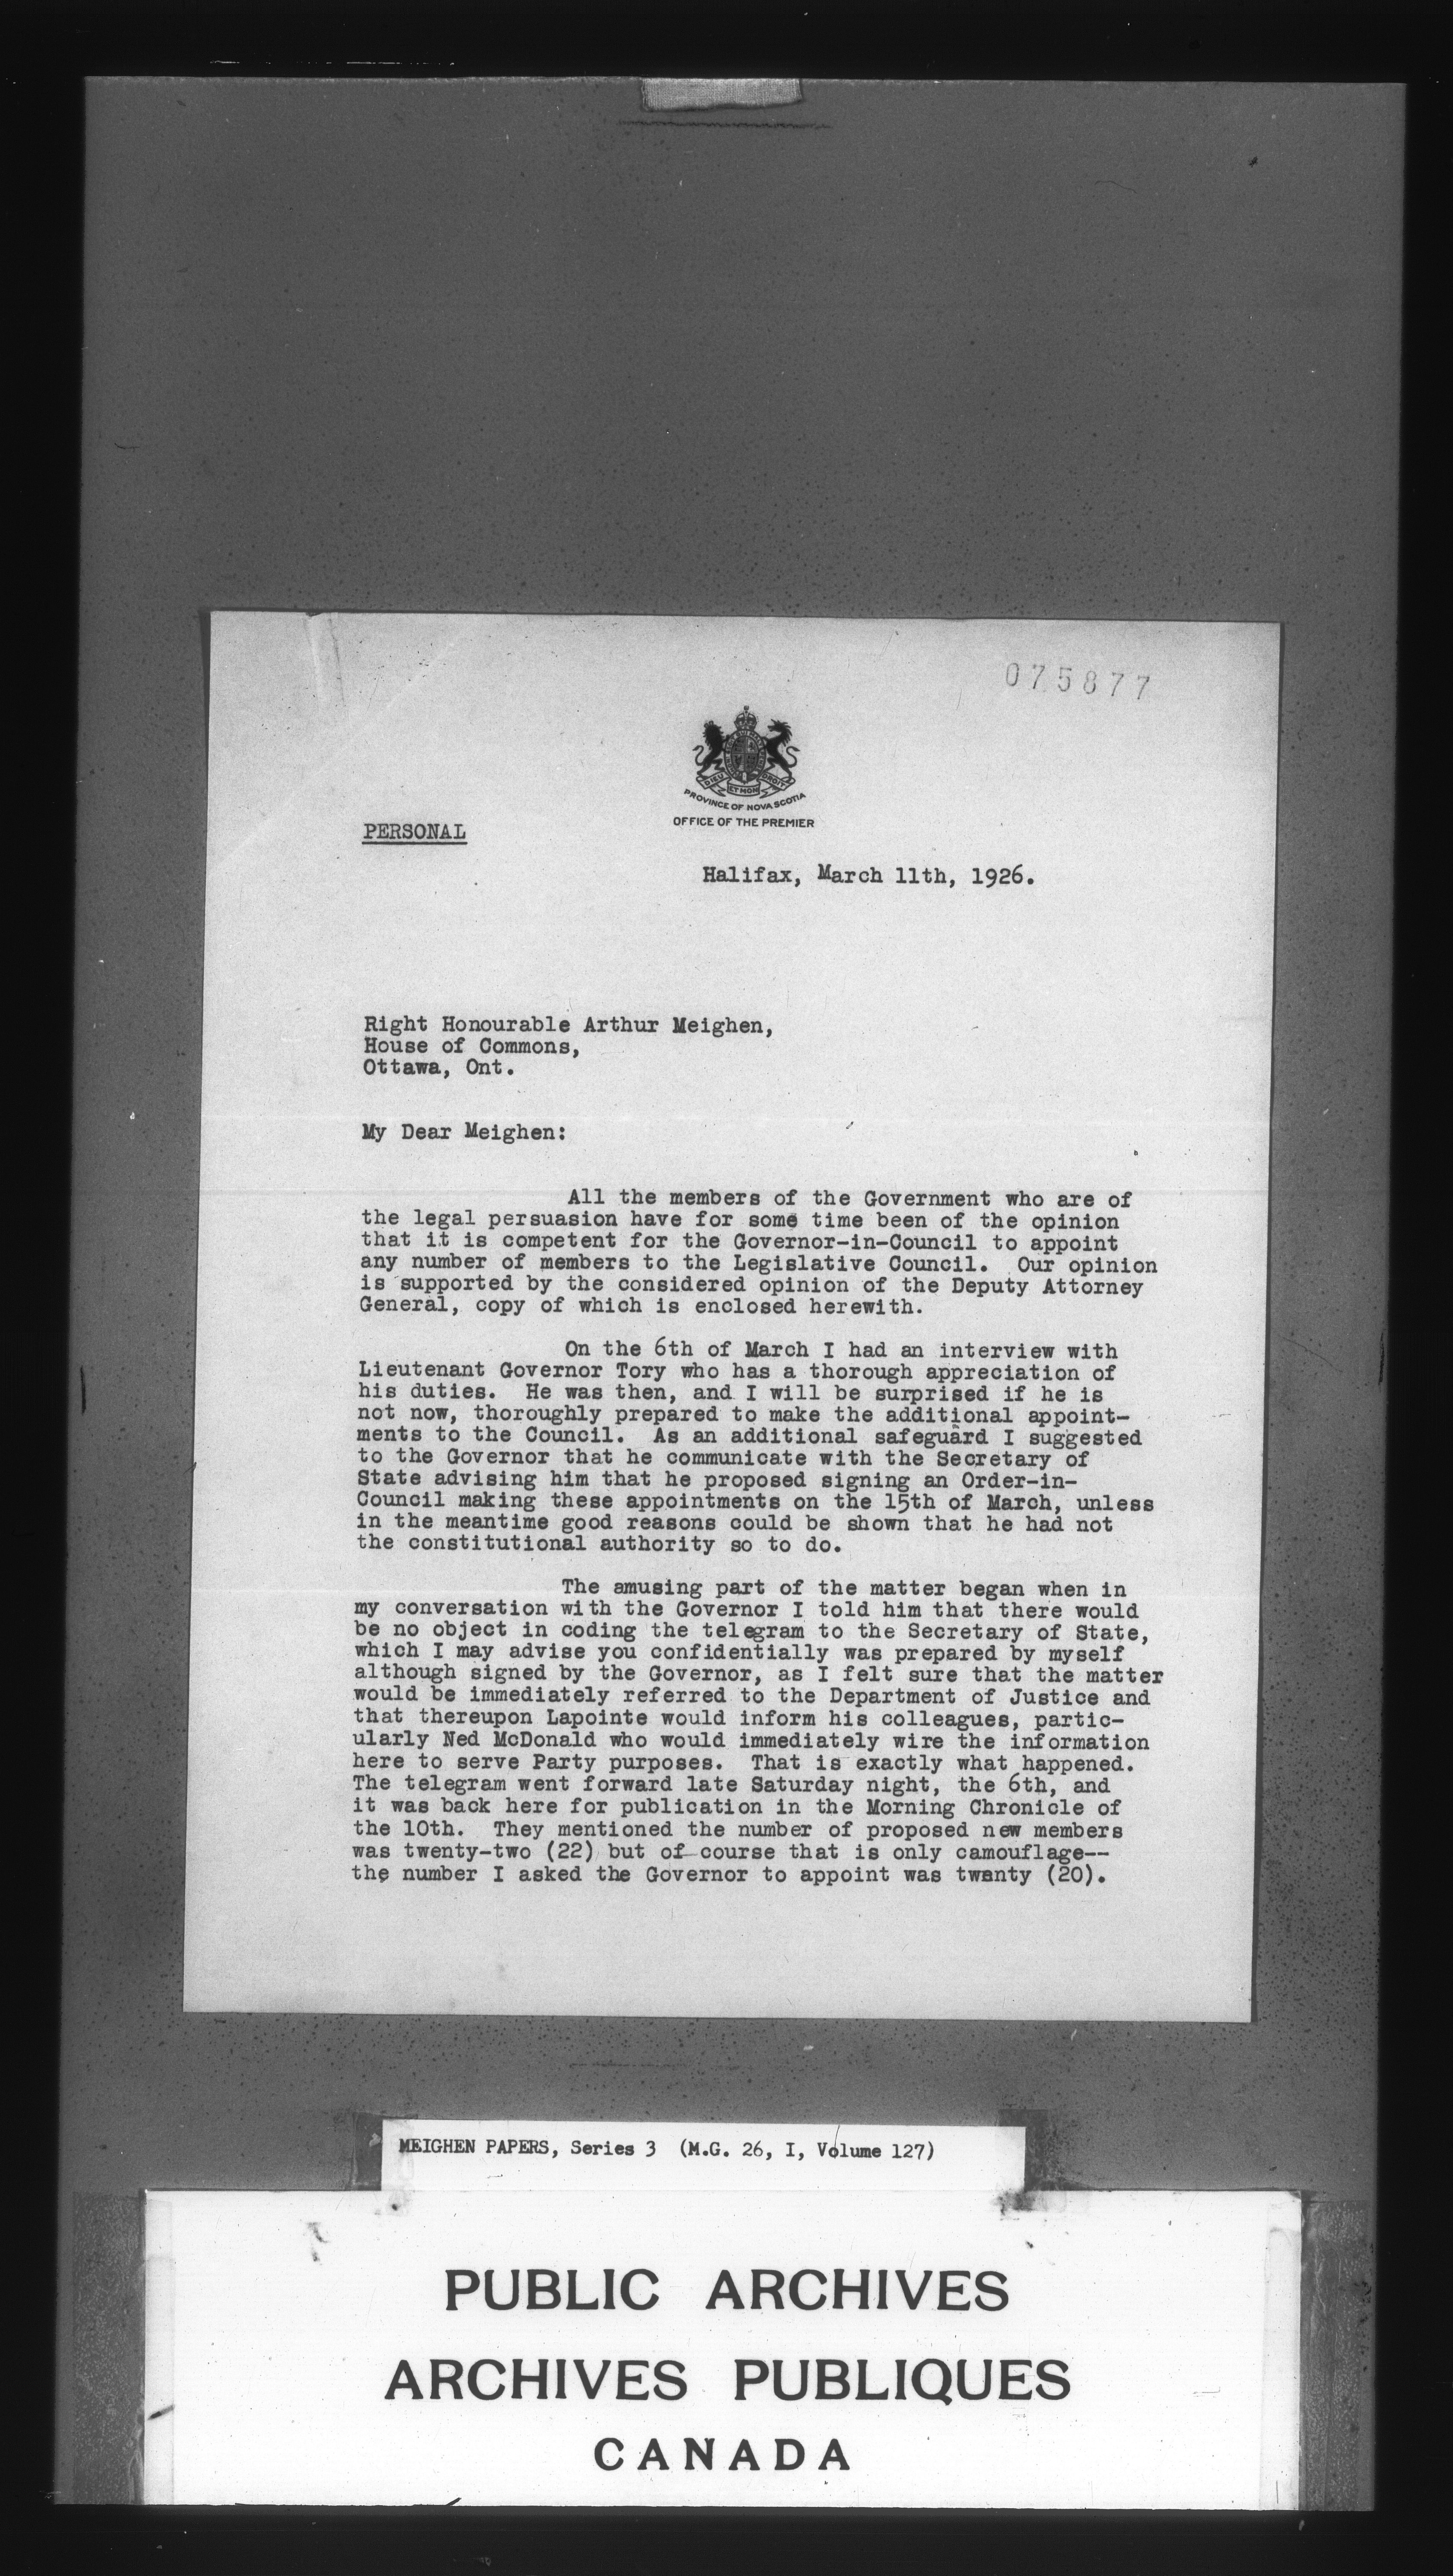 075877
DIEU ET MON DROIT
PROVINCE OF NOVA SCOTIA
OFFICE OF THE PREMIER
PERSONAL
Halifax, March 11th, 1926.
Right Honourable Arthur Meighen,
House of Commons,
Ottawa, Ont.
My Dear Meighen:
All the members of the Government who are of
the legal persuasion have for some time been of the opinion
that it is competent for the Governor-in-Council to appoint
any number of members to the Legislative Council. Our opinion
is supported by the considered opinion of the Deputy Attorney
General, copy of which is enclosed herewith.
On the 6th of March I had an interview with
Lieutenant Governor Tory who has a thorough appreciation of
his duties. He was then, and I will be surprised if he is
not now, thoroughly prepared to make the additional appoint-
ments to the Council. As an additional safeguard I suggested
to the Governor that he communicate with the Secretary of
State advising him that he proposed signing an Order-in-
Council making these appointments on the 15th of March, unless
in the meantime good reasons could be shown that he had not
the constitutional authority so to do.
The amusing part of the matter began when in
my conversation with the Governor I told him that there would
be no object in coding the telegram to the Secretary of State,
which I may advise you confidentially was prepared by myself
although signed by the Governor, as I felt sure that the matter
would be immediately referred to the Department of Justice and
that thereupon Lapointe would inform his colleagues, partic-
ularly Ned McDonald who would immediately wire the information
here to serve Party purposes. That is exactly what happened.
The telegram went forward late Saturday night, the 6th, and
it was back here for publication in the Morning Chronicle of
the 10th. They mentioned the number of proposed new members
was twenty-two (22) but of course that is only camouflage--
the number I asked the Governor to appoint was twenty (20).
MEIGHEN PAPERS, Series 3 (M.G. 26, I, Volume 127)
PUBLIC ARCHIVES
ARCHIVES PUBLIQUES
CANADA